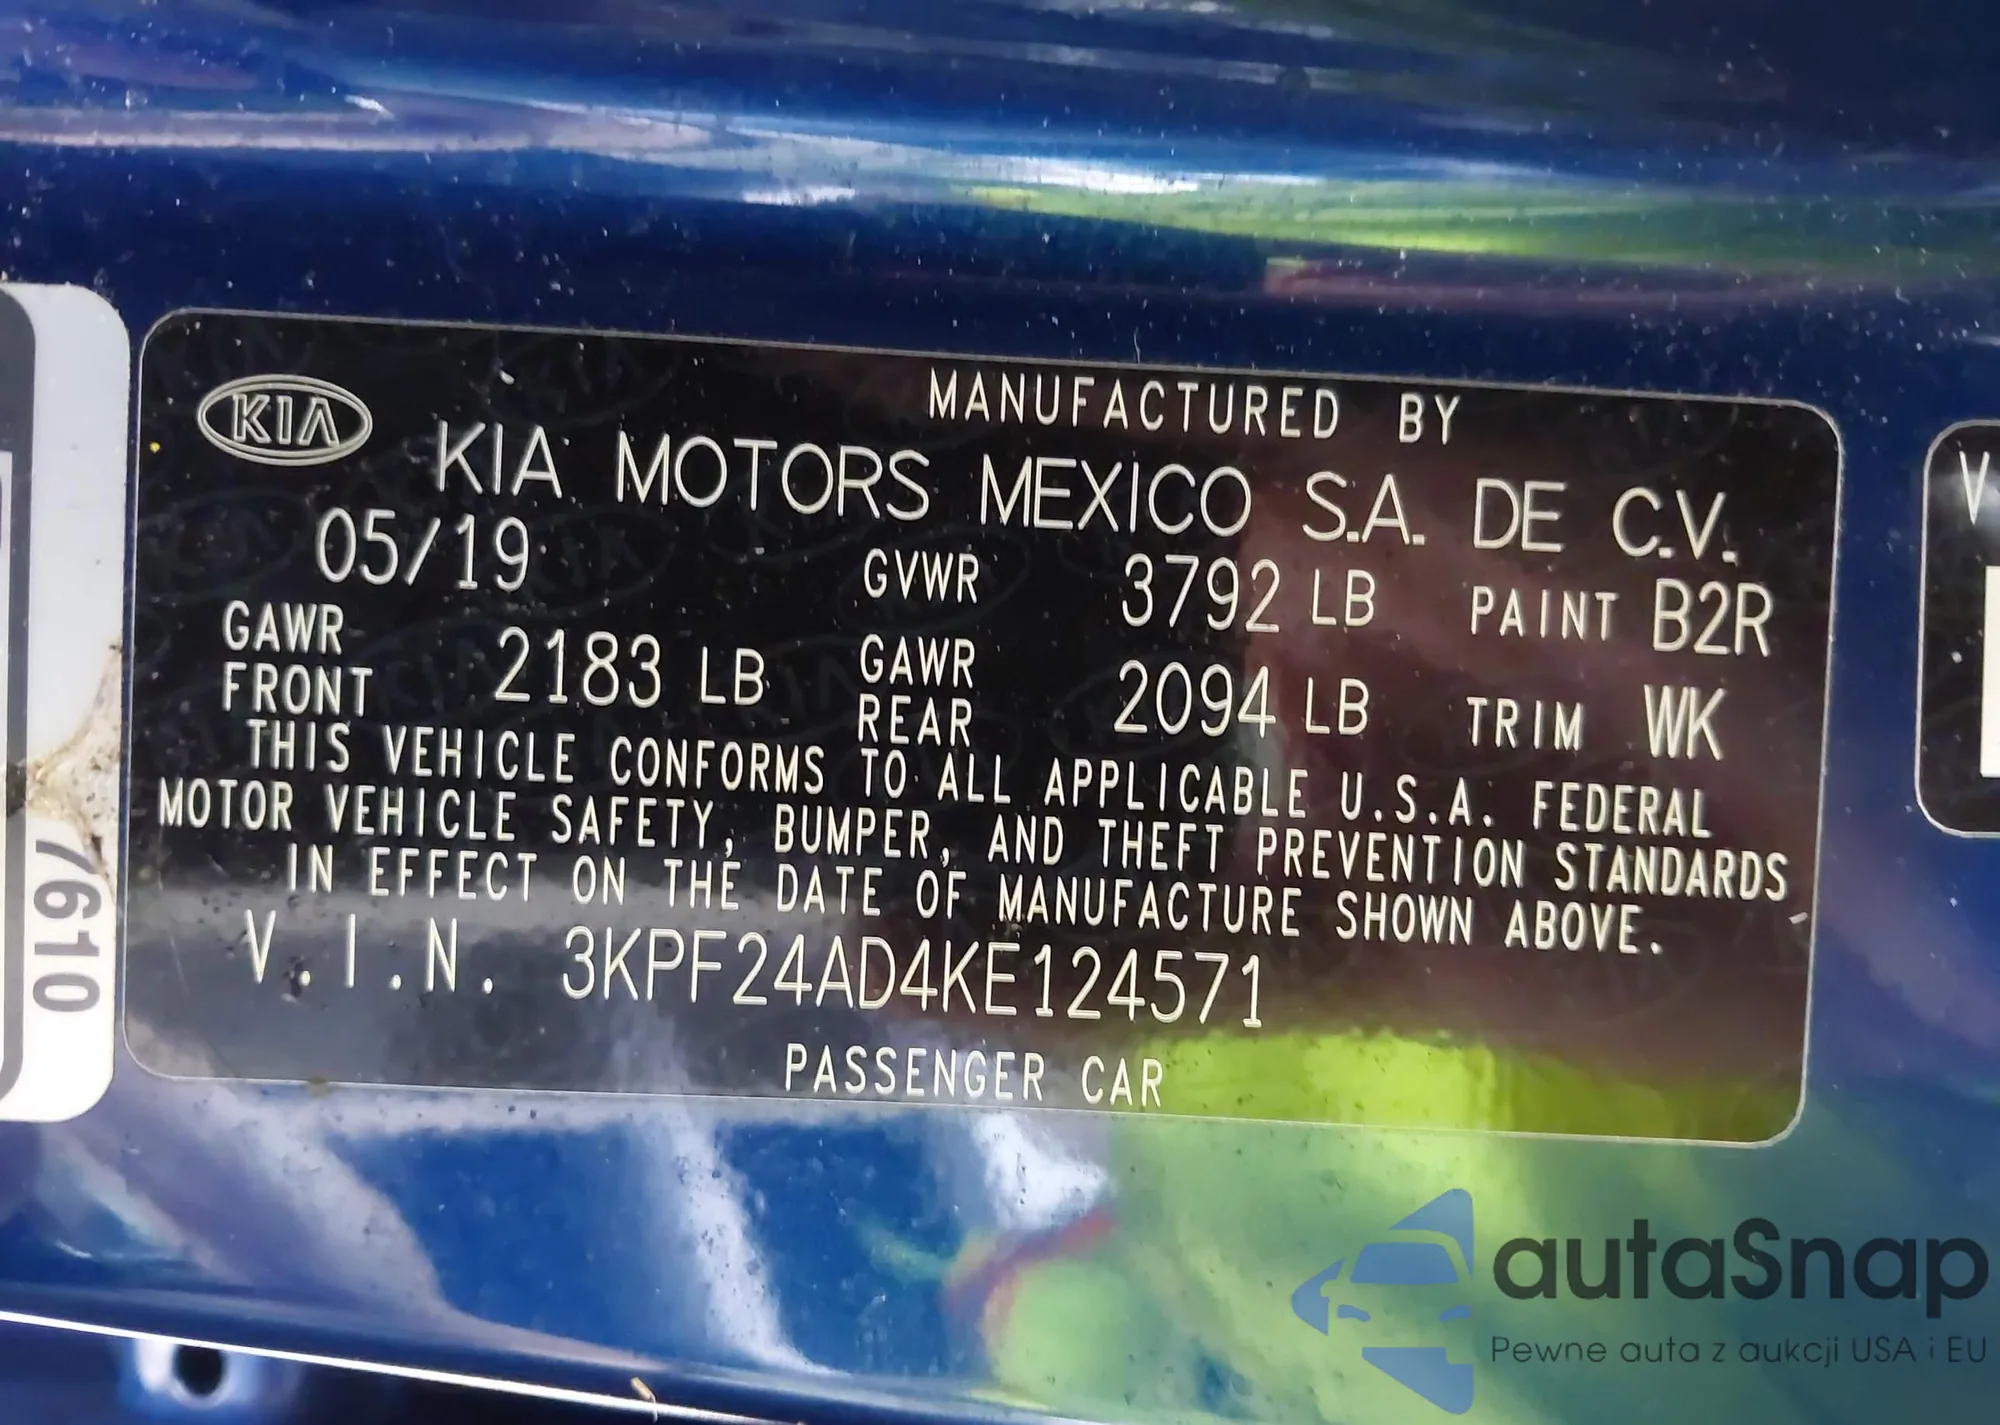 KIA
MANUFACTURED BY
KIA MOTORS MEXICO S.A. DE C.V.
05/19 GVWR 3792 LB PAINT B2R
GAWR FRONT 2183 LB GAWR REAR 2094 LB TRIM WK
THIS VEHICLE CONFORMS TO ALL APPLICABLE U.S.A. FEDERAL
MOTOR VEHICLE SAFETY, BUMPER, AND THEFT PREVENTION STANDARDS
IN EFFECT ON THE DATE OF MANUFACTURE SHOWN ABOVE.
V.I.N. 3KPF24AD4KE124571
PASSENGER CAR
/610
V
autaSnap
Pewne auta z aukcji USA i EU